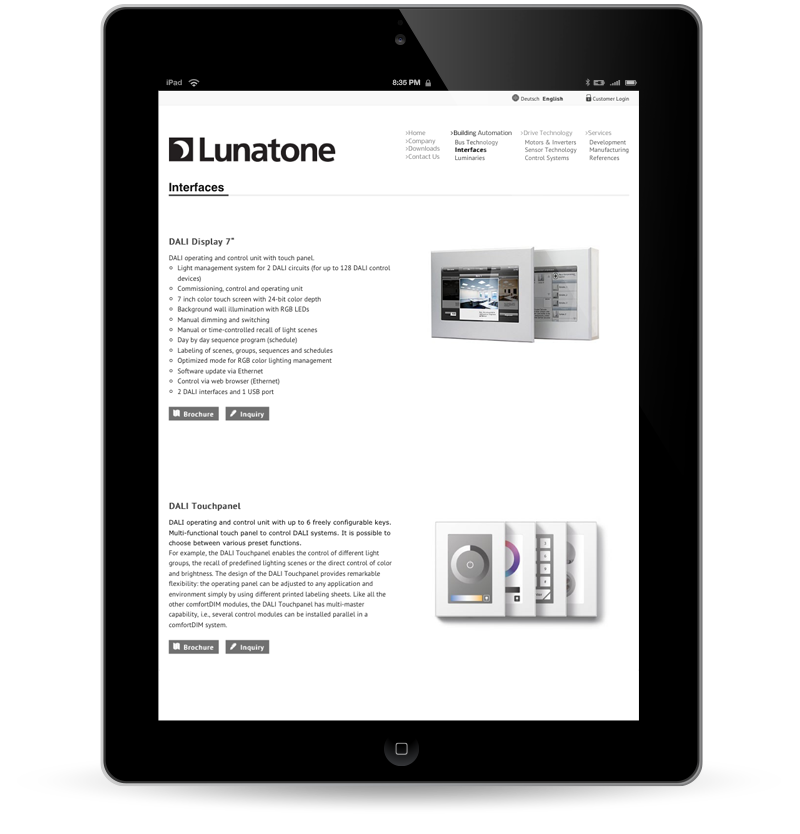 iPad 8:35 PM
Deutsch English Customer Login
Lunatone
›Home
›Company
›Downloads
›Contact Us
›Building Automation
Bus Technology
Interfaces
Luminaries
›Drive Technology
Motors & Inverters
Sensor Technology
Control Systems
›Services
Development
Manufacturing
References
Interfaces
DALI Display 7"
DALI operating and control unit with touch panel.
Light management system for 2 DALI circuits (for up to 128 DALI control
devices)
Commissioning, control and operating unit
7 inch color touch screen with 24-bit color depth
Background wall illumination with RGB LEDs
Manual dimming and switching
Manual or time-controlled recall of light scenes
Day by day sequence program (schedule)
Labeling of scenes, groups, sequences and schedules
Optimized mode for RGB color lighting management
Software update via Ethernet
Control via web browser (Ethernet)
2 DALI interfaces and 1 USB port
Brochure Inquiry
DALI Touchpanel
DALI operating and control unit with up to 6 freely configurable keys.
Multi-functional touch panel to control DALI systems. It is possible to
choose between various preset functions.
For example, the DALI Touchpanel enables the control of different light
groups, the recall of predefined lighting scenes or the direct control of color
and brightness. The design of the DALI Touchpanel provides remarkable
flexibility: the operating panel can be adjusted to any application and
environment simply by using different printed labeling sheets. Like all the
other comfortDIM modules, the DALI Touchpanel has multi-master
capability, i.e., several control modules can be installed parallel in a
comfortDIM system.
Brochure Inquiry